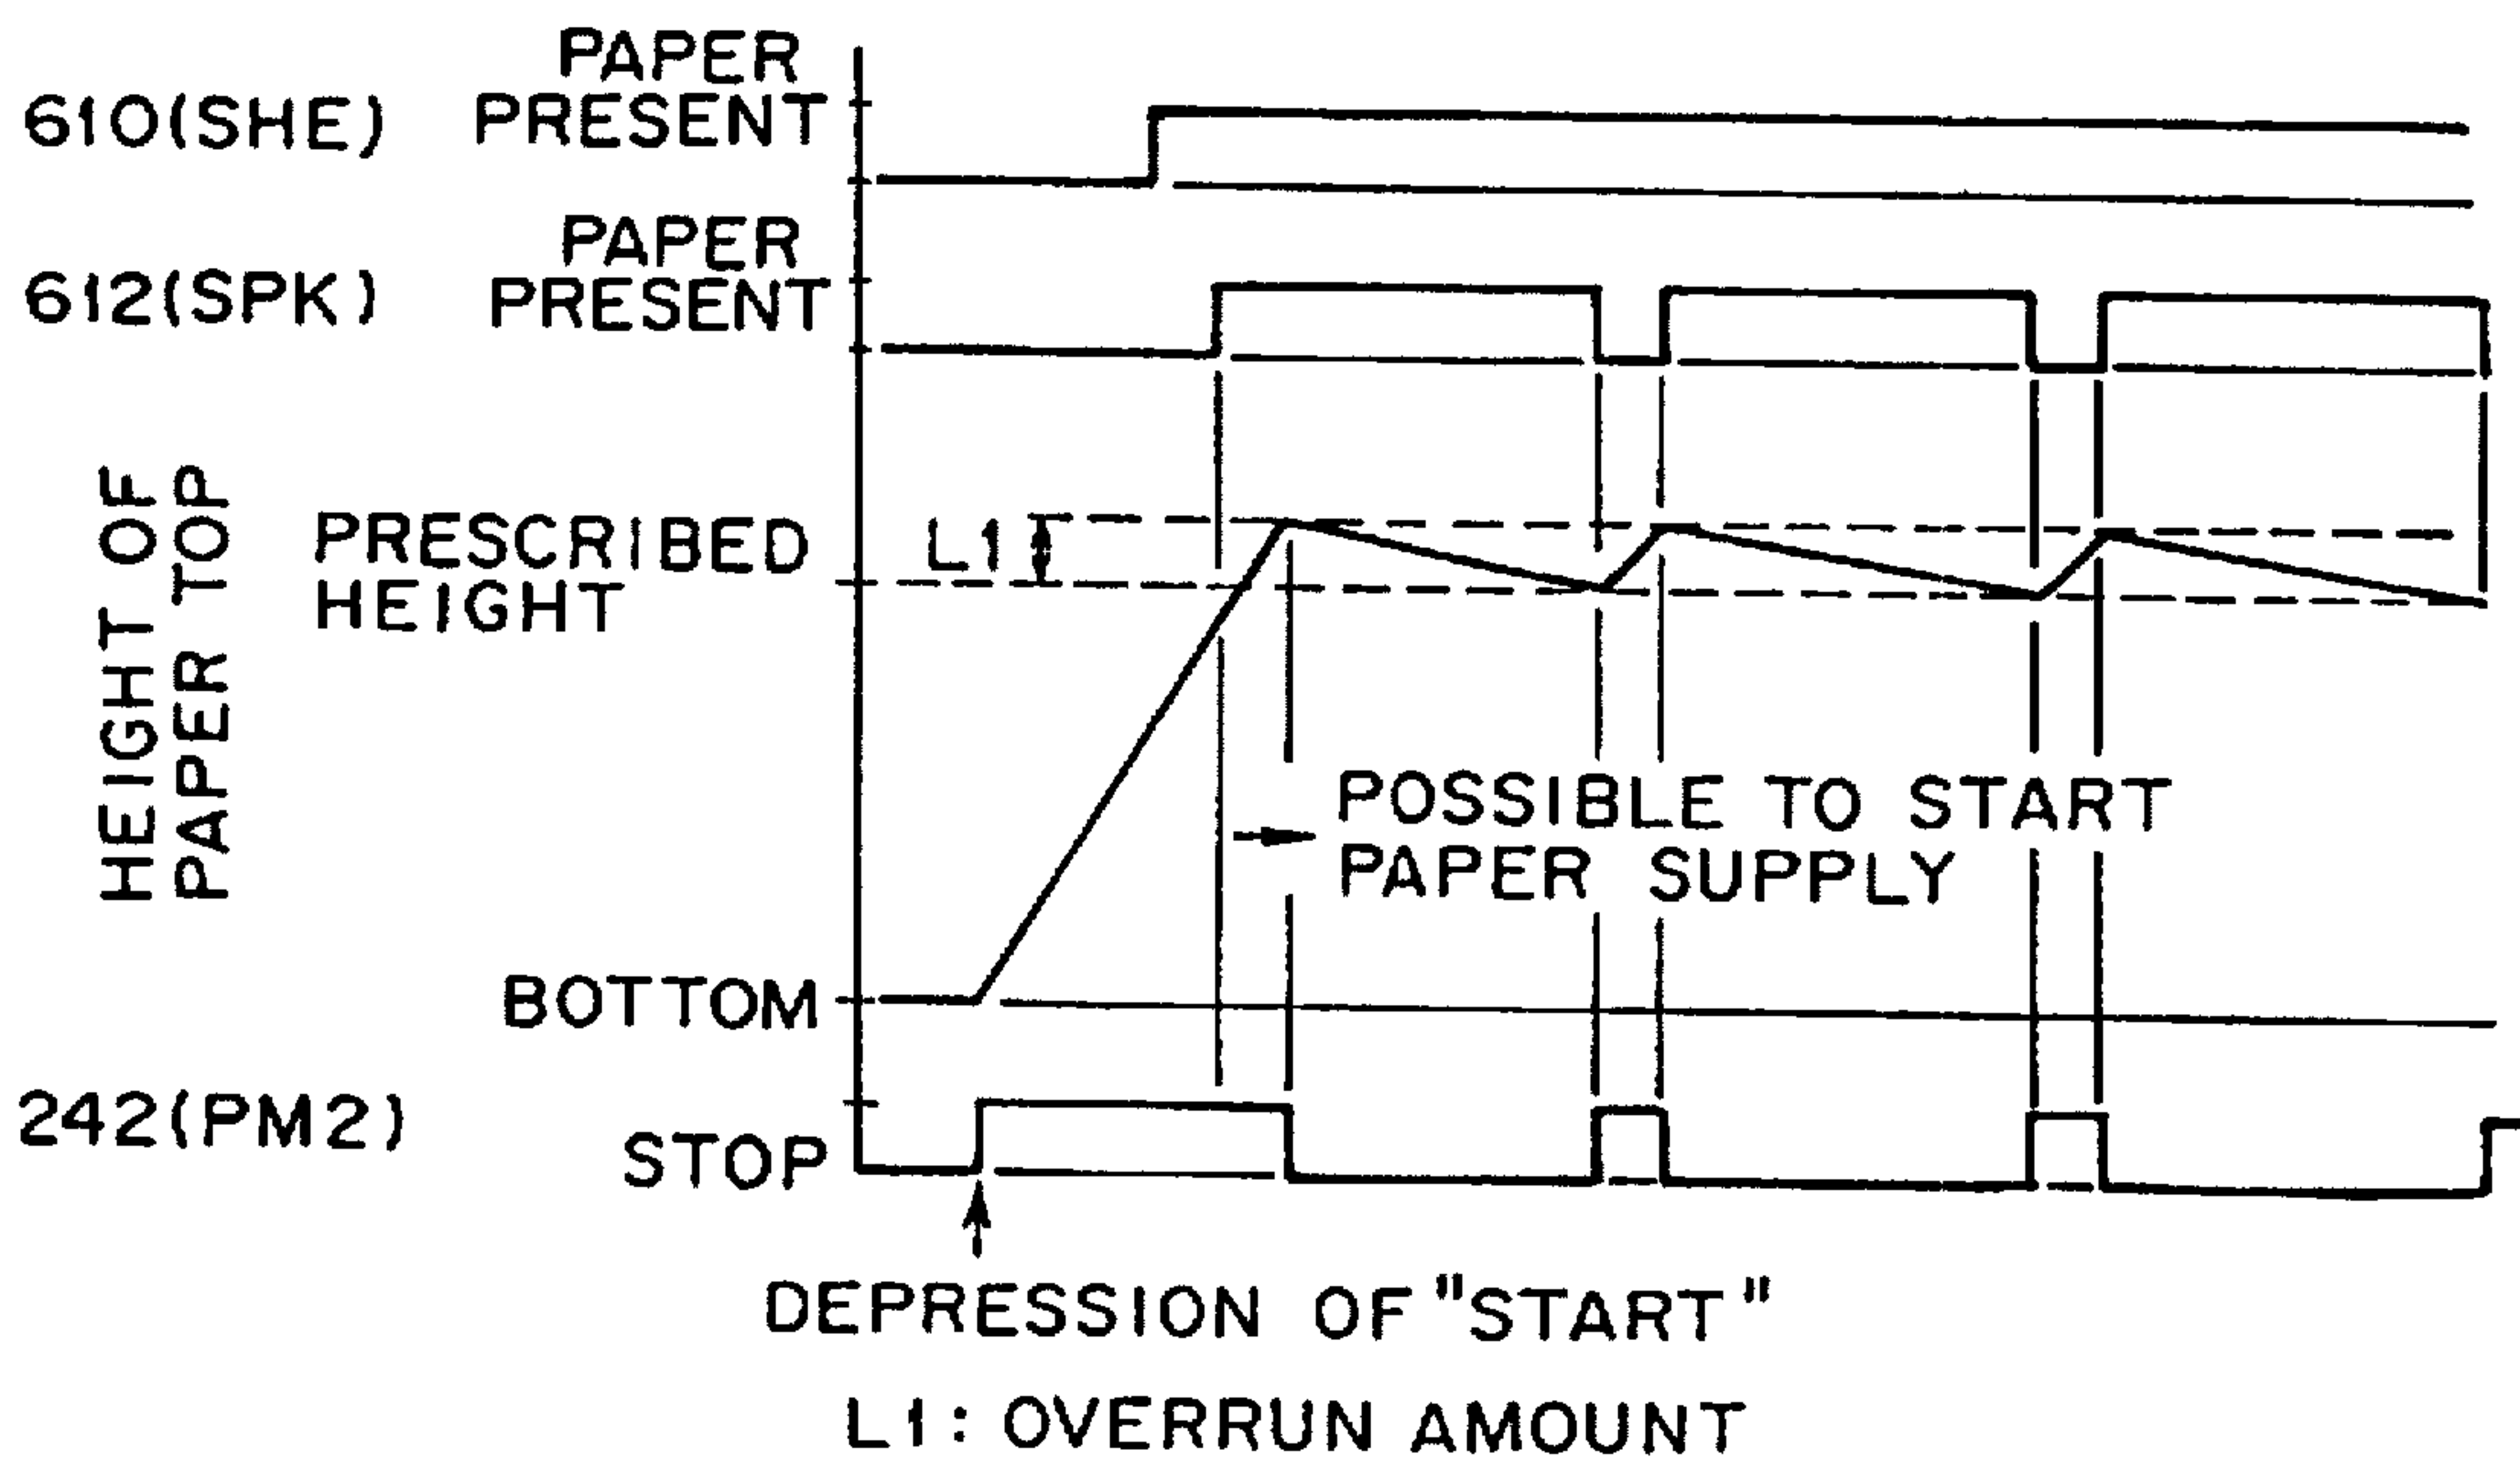 PAPER
610(SHE) PRESENT
PAPER
612(SPK) PRESENT
HEIGHT OF
PAPER TOP
PRESCRIBED
HEIGHT
L1
POSSIBLE TO START
PAPER SUPPLY
BOTTOM
242(PM2)
STOP
DEPRESSION OF "START"
L1: OVERRUN AMOUNT